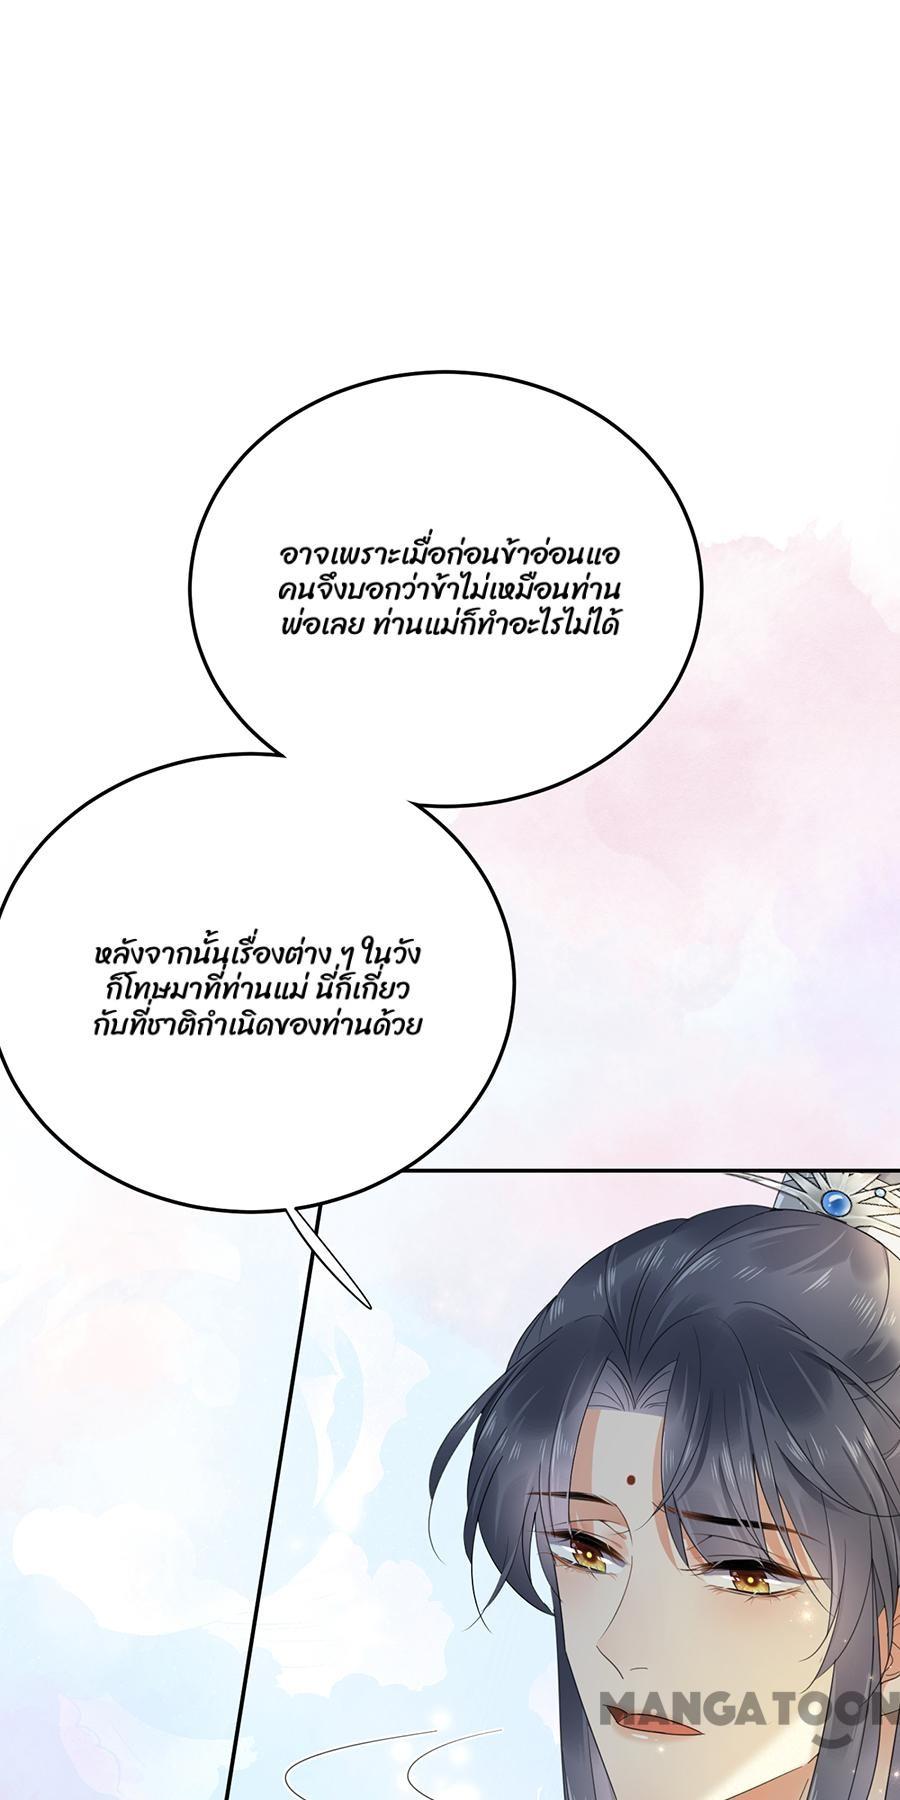 อาจเพราะเมื่อก่อนข้าอ่อนแอ
คนจึงบอกว่าข้าไม่เหมือนท่าน
พ่อเลย ท่านแม่ก็ทำอะไรไม่ได้
หลังจากนั้นเรื่องต่าง ๆ ในวัง
ก็โทษมาที่ท่านแม่ นี่ก็เกี่ยว
กับที่ชาติกำเนิดของท่านด้วย
MANGATOON